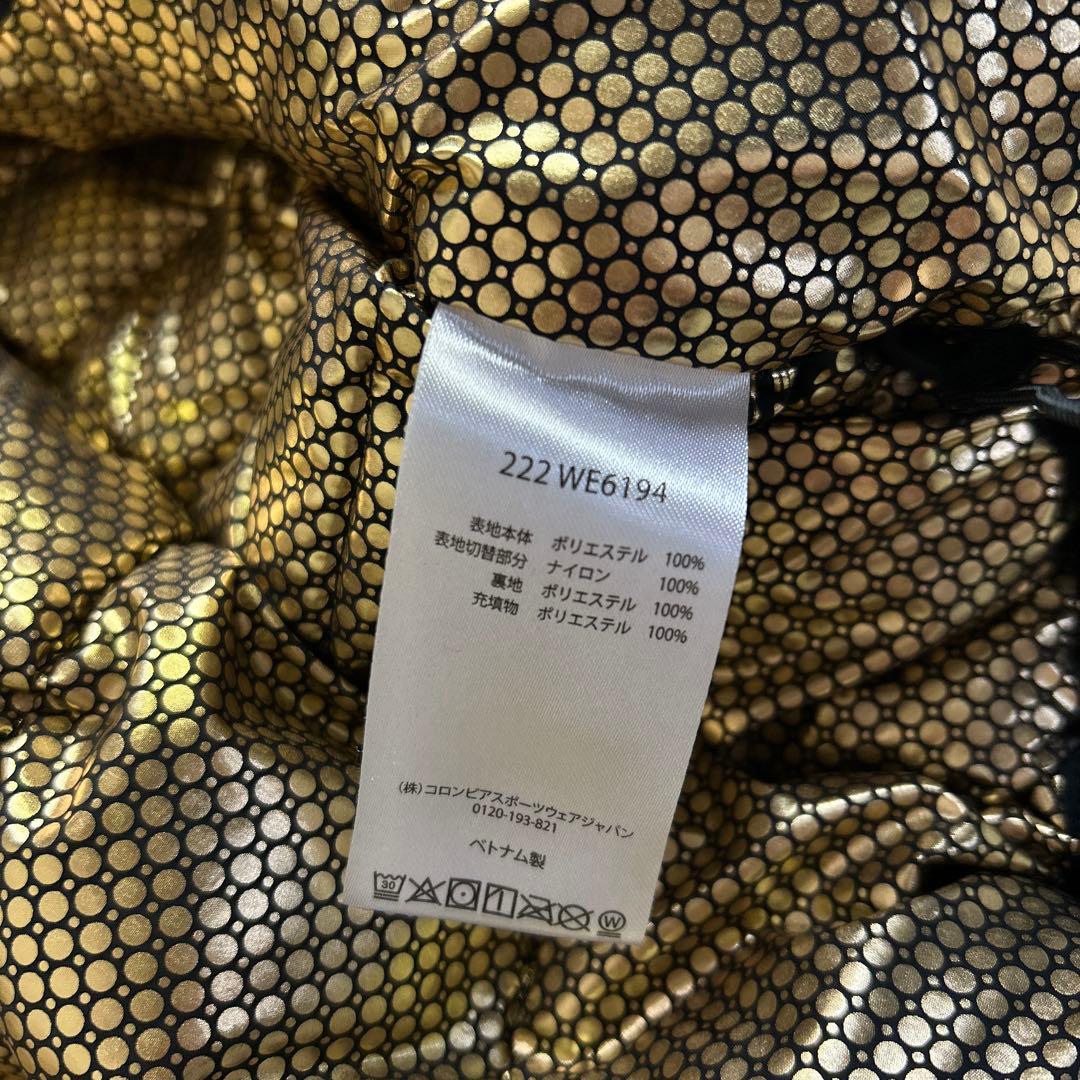 222 WE6194
表地本体 ポリエステル 100%
表地切替部分 ナイロン 100%
裏地 ポリエステル 100%
充填物 ポリエステル 100%
(株)コロンビアスポーツウェアジャパン
0120-193-821
ベトナム製
30 W